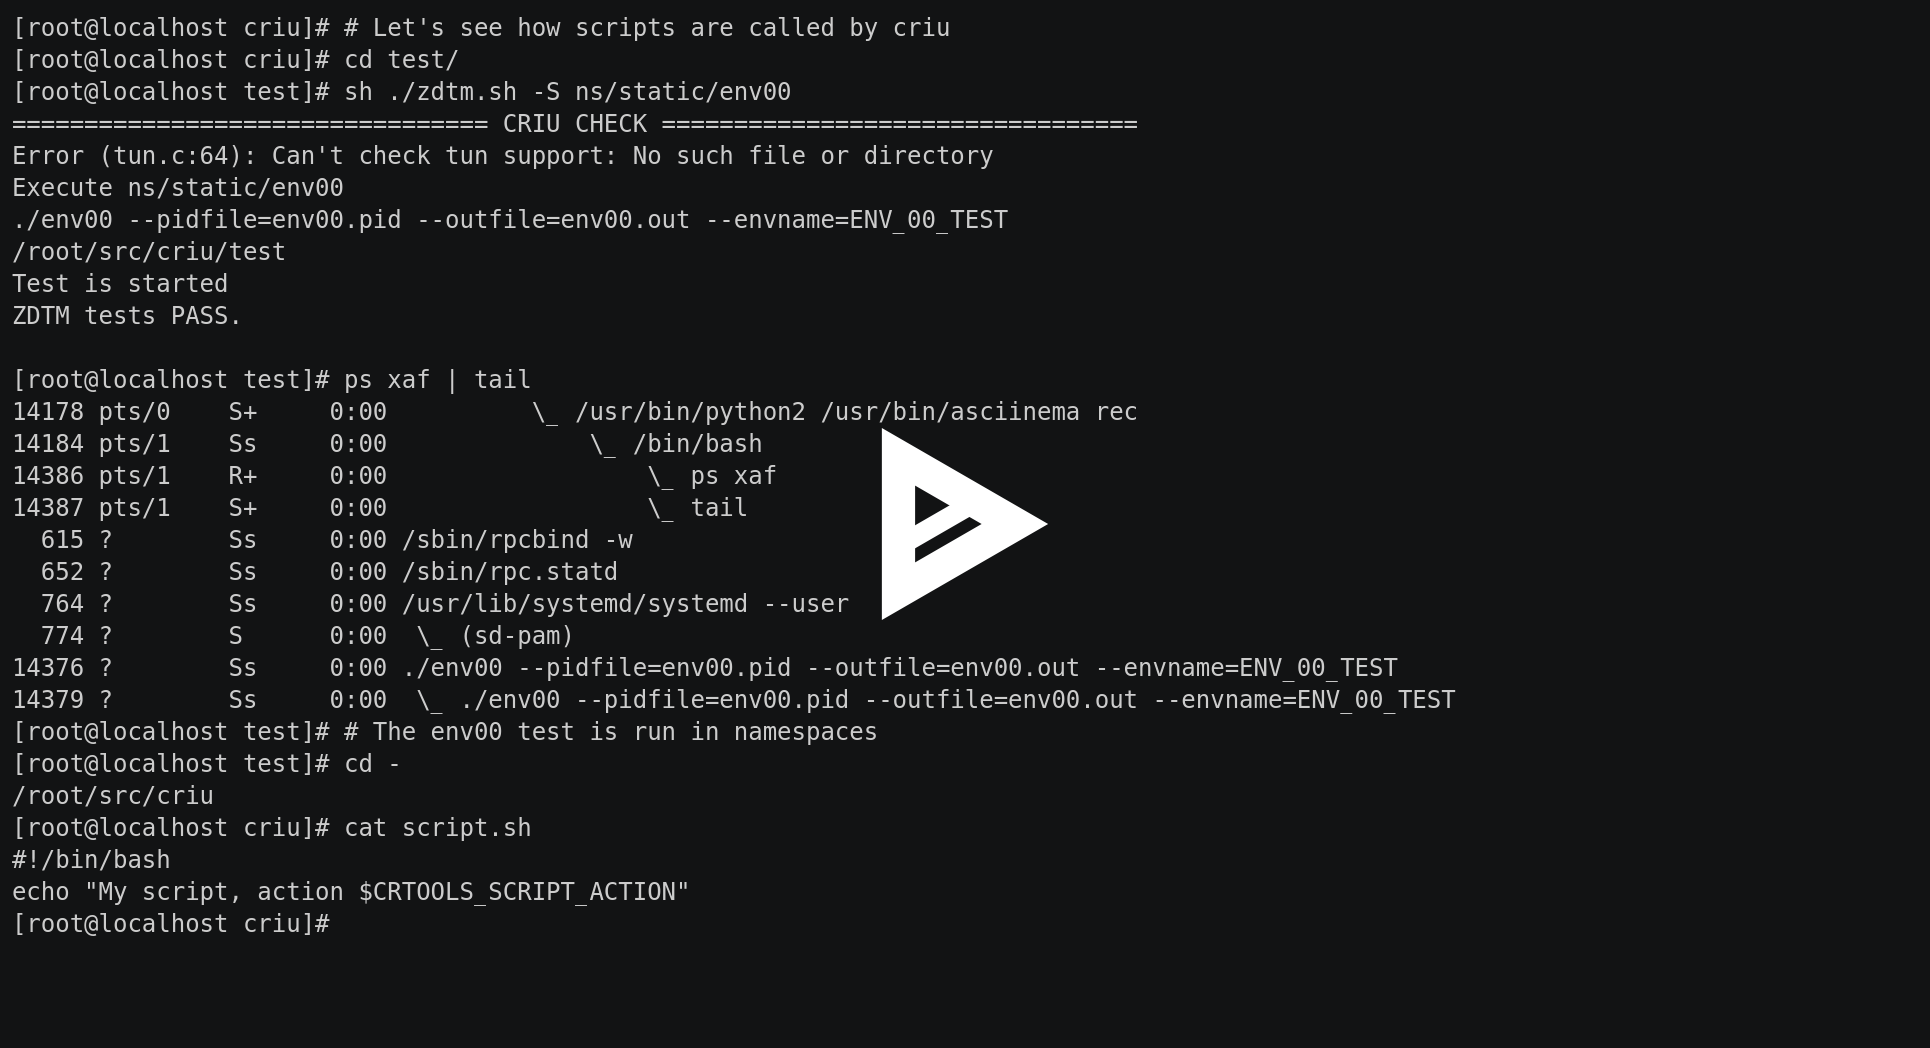 [root@localhost criu]# # Let's see how scripts are called by criu
[root@localhost criu]# cd test/
[root@localhost test]# sh ./zdtm.sh -S ns/static/env00
================================= CRIU CHECK =================================
Error (tun.c:64): Can't check tun support: No such file or directory
Execute ns/static/env00
./env00 --pidfile=env00.pid --outfile=env00.out --envname=ENV_00_TEST
/root/src/criu/test
Test is started
ZDTM tests PASS.

[root@localhost test]# ps xaf | tail
14178 pts/0    S+     0:00          \_ /usr/bin/python2 /usr/bin/asciinema rec
14184 pts/1    Ss     0:00              \_ /bin/bash
14386 pts/1    R+     0:00                  \_ ps xaf
14387 pts/1    S+     0:00                  \_ tail
  615 ?        Ss     0:00 /sbin/rpcbind -w
  652 ?        Ss     0:00 /sbin/rpc.statd
  764 ?        Ss     0:00 /usr/lib/systemd/systemd --user
  774 ?        S      0:00  \_ (sd-pam)
14376 ?        Ss     0:00 ./env00 --pidfile=env00.pid --outfile=env00.out --envname=ENV_00_TEST
14379 ?        Ss     0:00  \_ ./env00 --pidfile=env00.pid --outfile=env00.out --envname=ENV_00_TEST
[root@localhost test]# # The env00 test is run in namespaces
[root@localhost test]# cd -
/root/src/criu
[root@localhost criu]# cat script.sh
#!/bin/bash
echo "My script, action $CRTOOLS_SCRIPT_ACTION"
[root@localhost criu]#